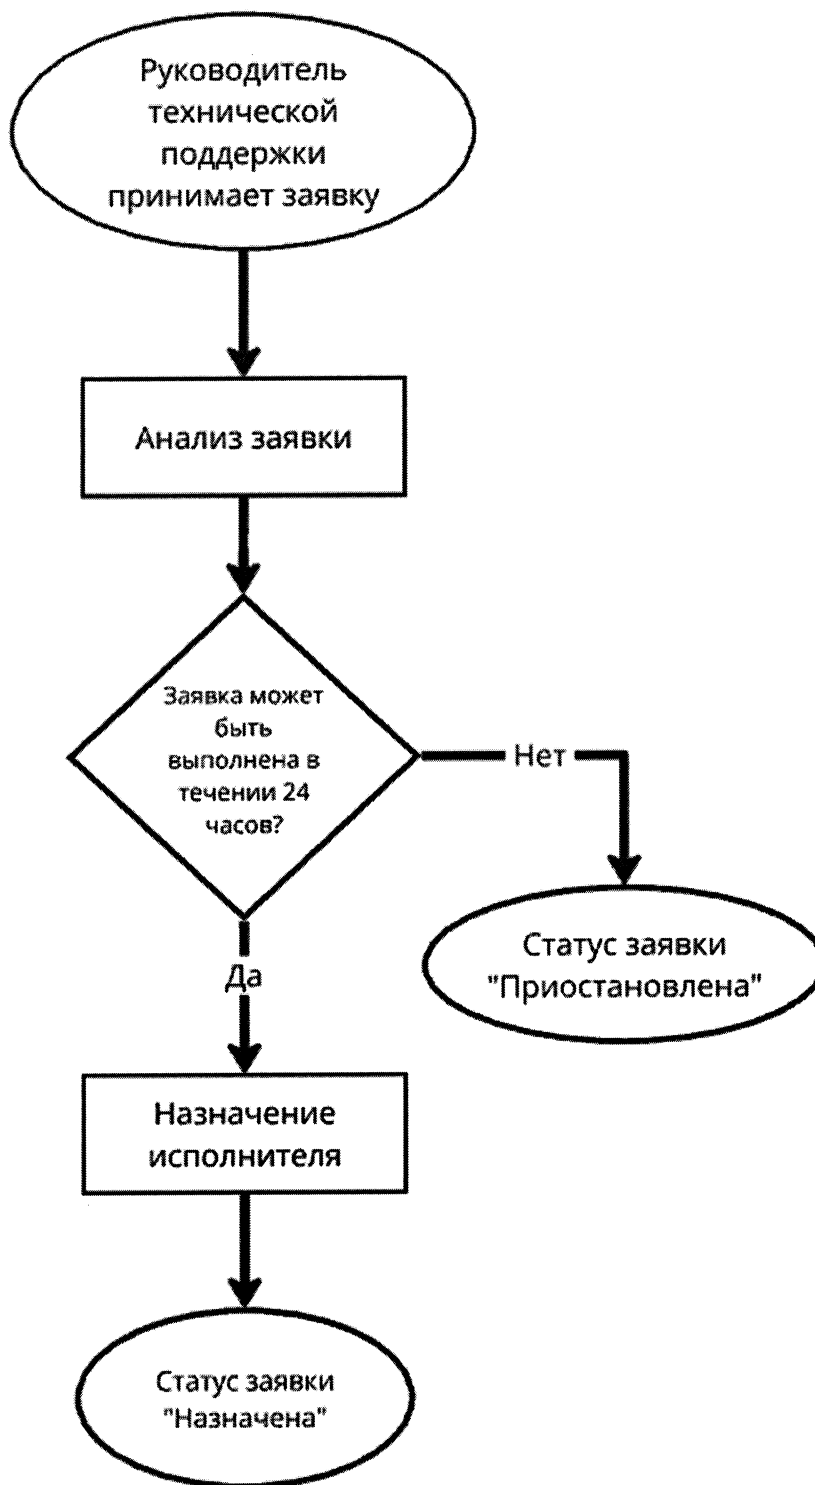 Руководитель
технической
поддержки
принимает заявку
Анализ заявки
Заявка может
быть
выполнена в
течении 24
часов?
Нет
Статус заявки
"Приостановлена"
Да
Назначение
исполнителя
Статус заявки
"Назначена"